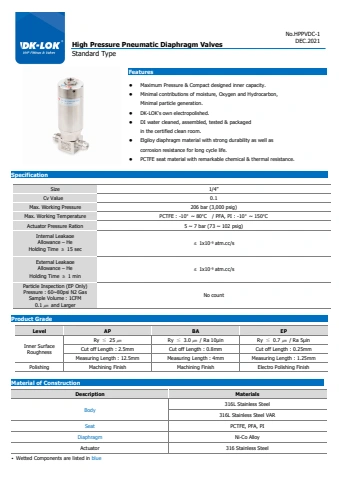 DK-LOK®
High Pressure Pneumatic Diaphragm Valves
Standard Type
No.HPPVDC-1
DEC.2021
Features
● Maximum Pressure & Compact designed inner capacity.
● Minimal contributions of moisture, Oxygen and Hydrocarbon,
Minimal particle generation.
● DK-LOK's own electropolished.
● DI water cleaned, assembled, tested & packaged
in the certified clean room.
● Elgiloy diaphragm material with strong durability as well as
corrosion resistance for long cycle life.
● PCTFE seat material with remarkable chemical & thermal resistance.
Specification
Size 1/4"
Cv Value 0.1
Max. Working Pressure 206 bar (3,000 psig)
Max. Working Temperature PCTFE : -10° ~ 80℃ / PFA, PI : -10° ~ 150℃
Actuator Pressure Ration 5 ~ 7 bar (73 ~ 102 psig)
Internal Leakage
Allowance – He
Holding Time ≥ 15 sec
≤ 1x10⁻⁹ atm.cc/s
External Leakage
Allowance – He
Holding Time ≥ 1 min
≤ 1x10⁻⁹ atm.cc/s
Particle Inspection (EP Only)
Pressure : 60~80psi N2 Gas
Sample Volume : 1CFM
0.1 ㎛ and Larger
No count
Product Grade
Level AP BA EP
Inner Surface
Roughness
Ry ≤ 25 ㎛ Ry ≤ 3.0 ㎛ / Ra 10μin Ry ≤ 0.7 ㎛ / Ra 5μin
Cut off Length : 2.5mm Cut off Length : 0.8mm Cut off Length : 0.25mm
Measuring Length : 12.5mm Measuring Length : 4mm Measuring Length : 1.25mm
Polishing Machining Finish Machining Finish Electro Polishing Finish
Material of Construction
Description Materials
Body 316L Stainless Steel
316L Stainless Steel VAR
Seat PCTFE, PFA, PI
Diaphragm Ni-Co Alloy
Actuator 316 Stainless Steel
• Wetted Components are listed in blue